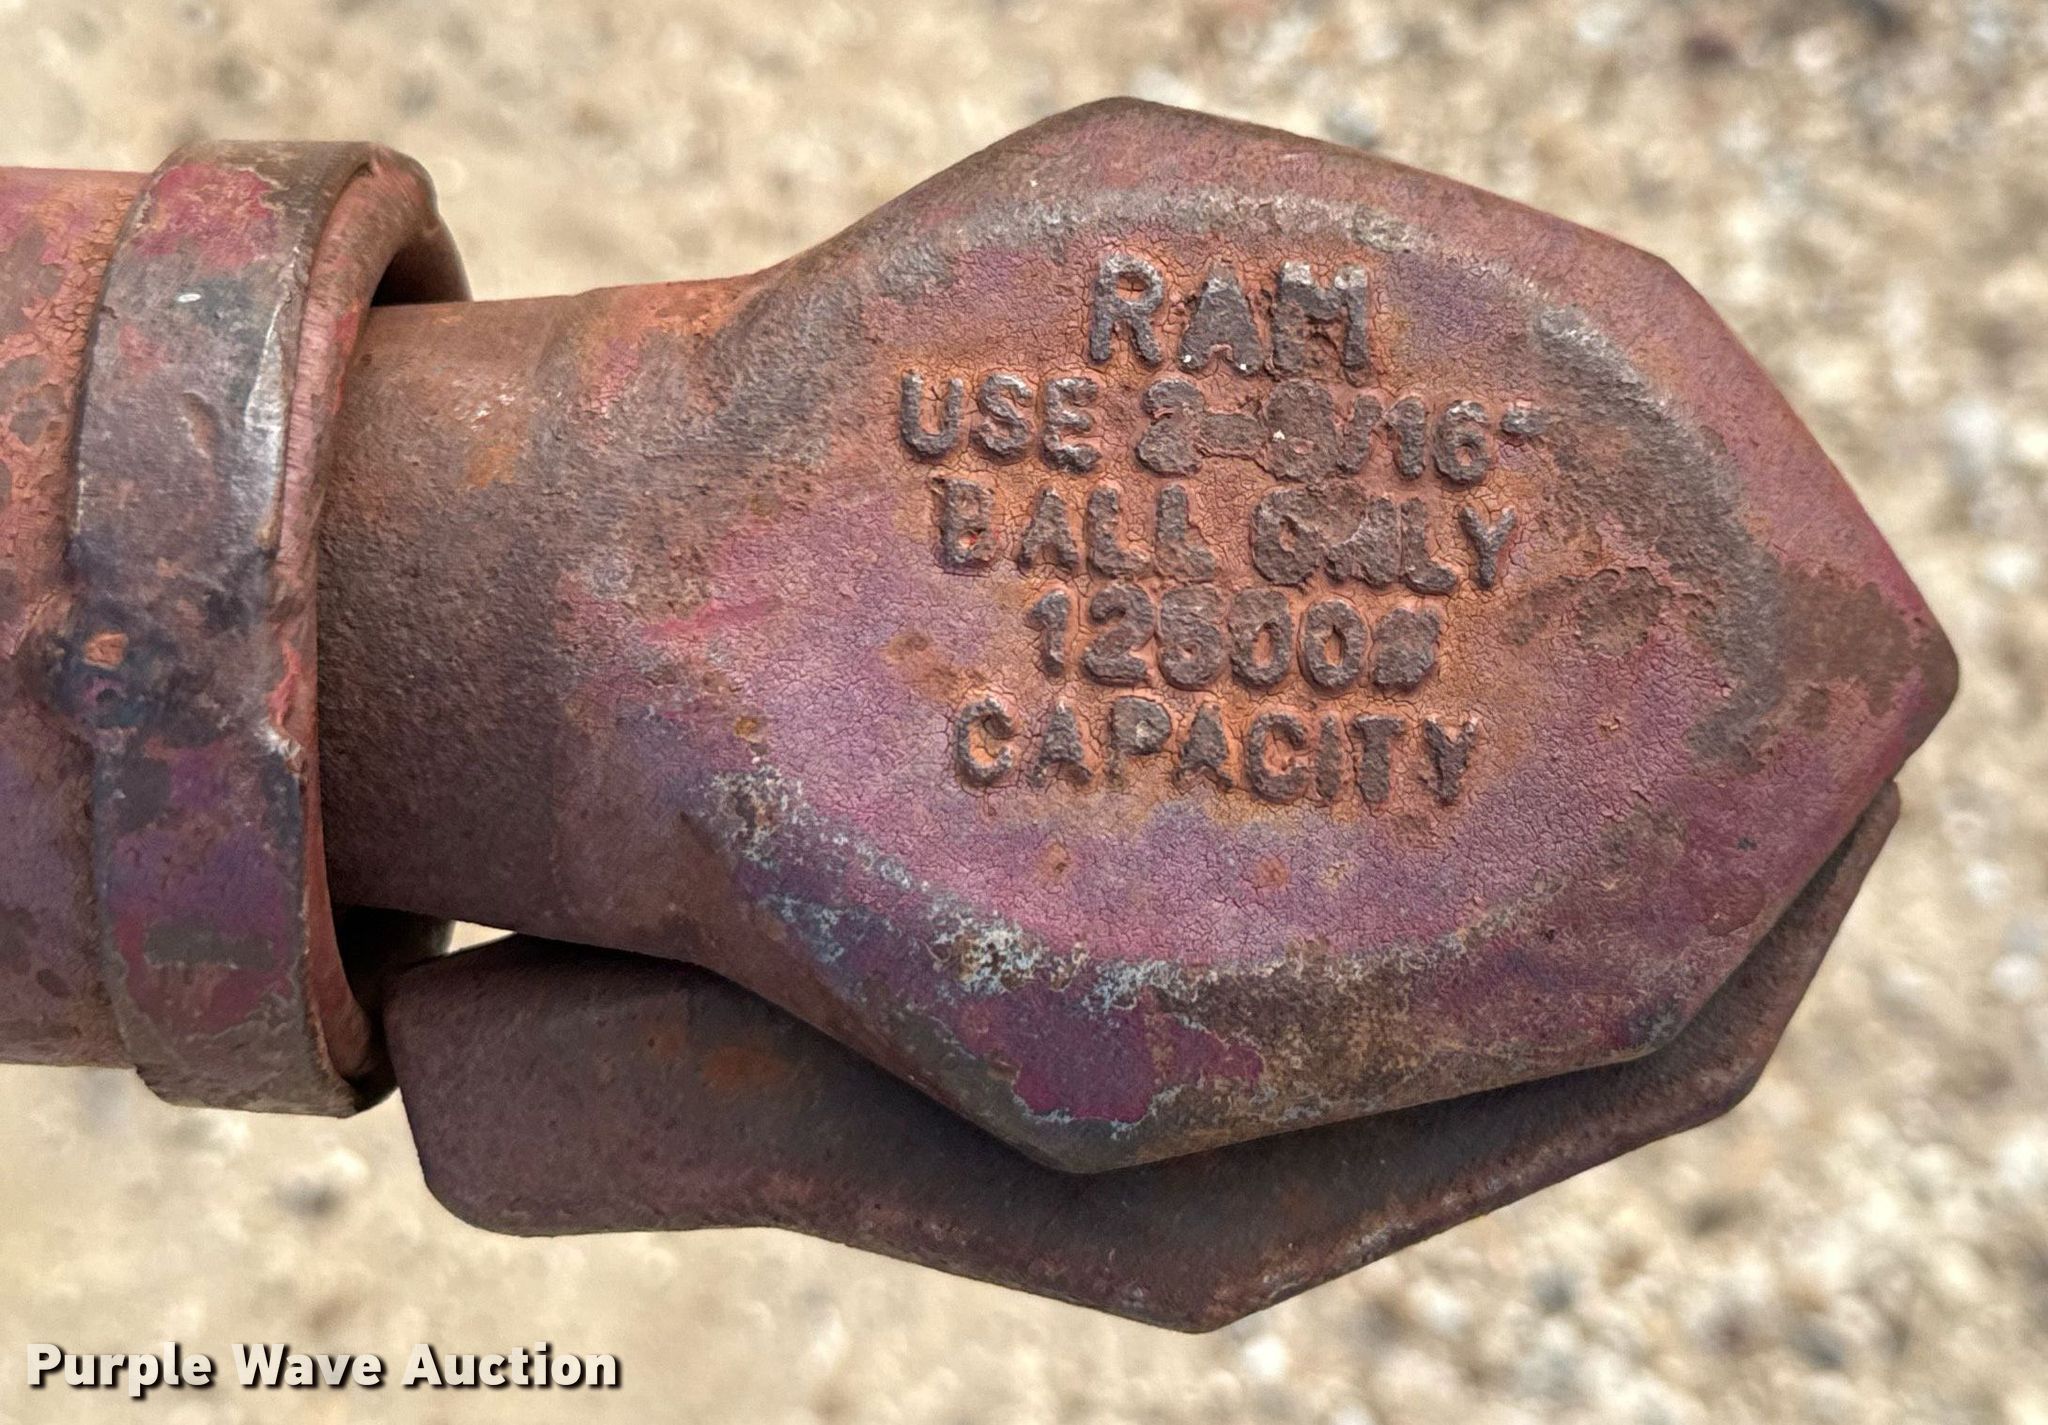 RAM
USE 2-5/16"
BALL ONLY
12500#
CAPACITY
Purple Wave Auction